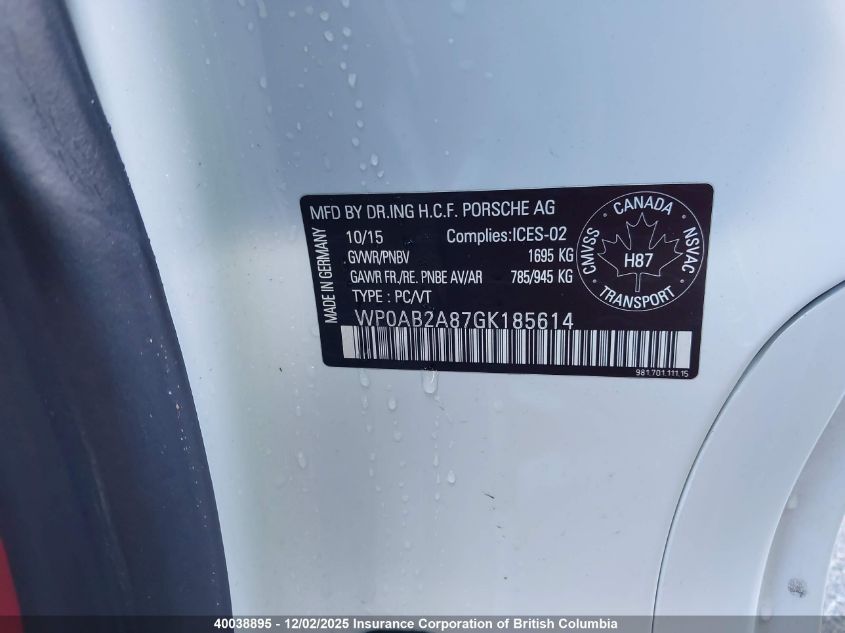 MFD BY DR.ING H.C.F. PORSCHE AG
MADE IN GERMANY
10/15 Complies:ICES-02
GVWR/PNBV 1695 KG
GAWR FR./RE. PNBE AV/AR 785/945 KG
TYPE : PC/VT
WP0AB2A87GK185614
CANADA
CMVSS NSVAC
H87
TRANSPORT
981.701.111.15
40038895 - 12/02/2025 Insurance Corporation of British Columbia